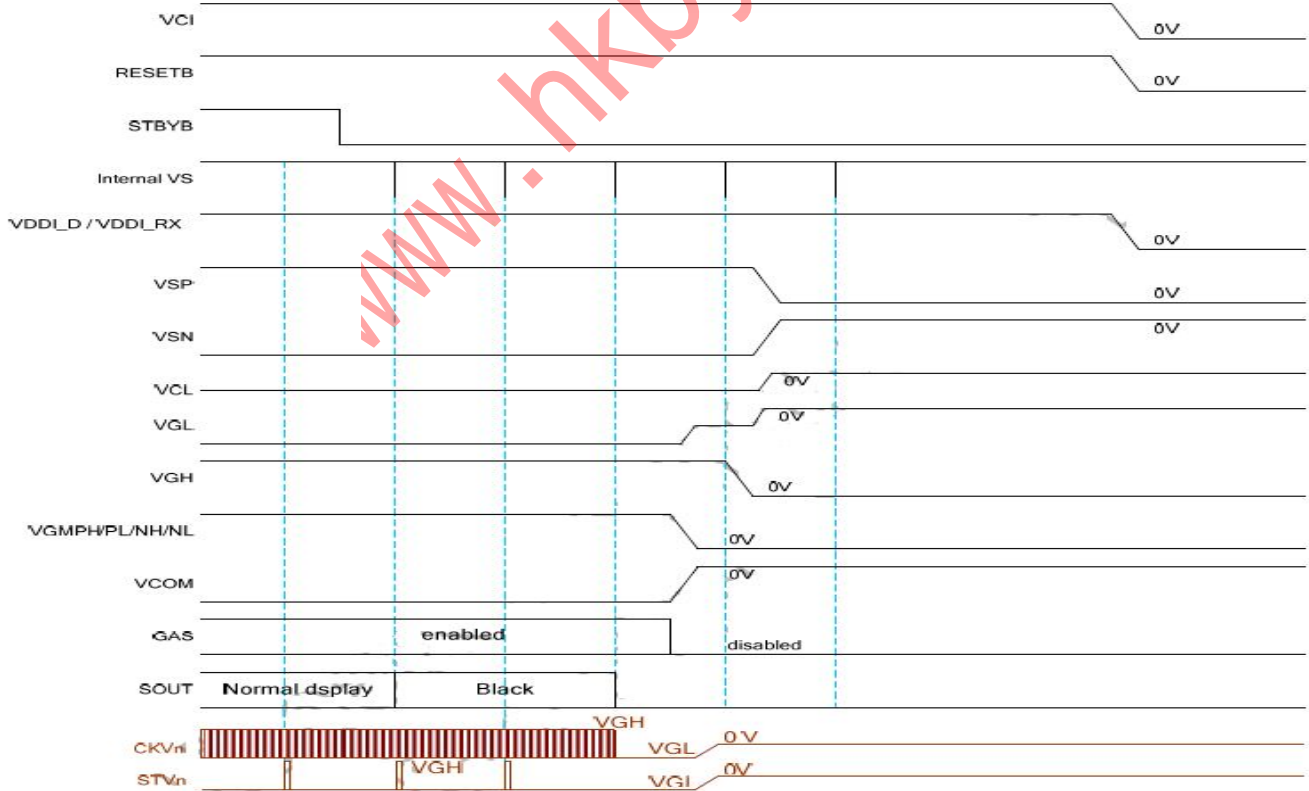 VCI
0V
RESETB
0V
STBYB
Internal VS
VDDI_D / VDDI_RX
0V
VSP
0V
VSN
0V
VCL
0V
VGL
0V
VGH
0V
VGMPH/PL/NH/NL
0V
VCOM
0V
GAS
enabled
disabled
SOUT
Normal dsplay
Black
VGH
CKVni
VGL
0V
STVn
VGH
VGL
0V